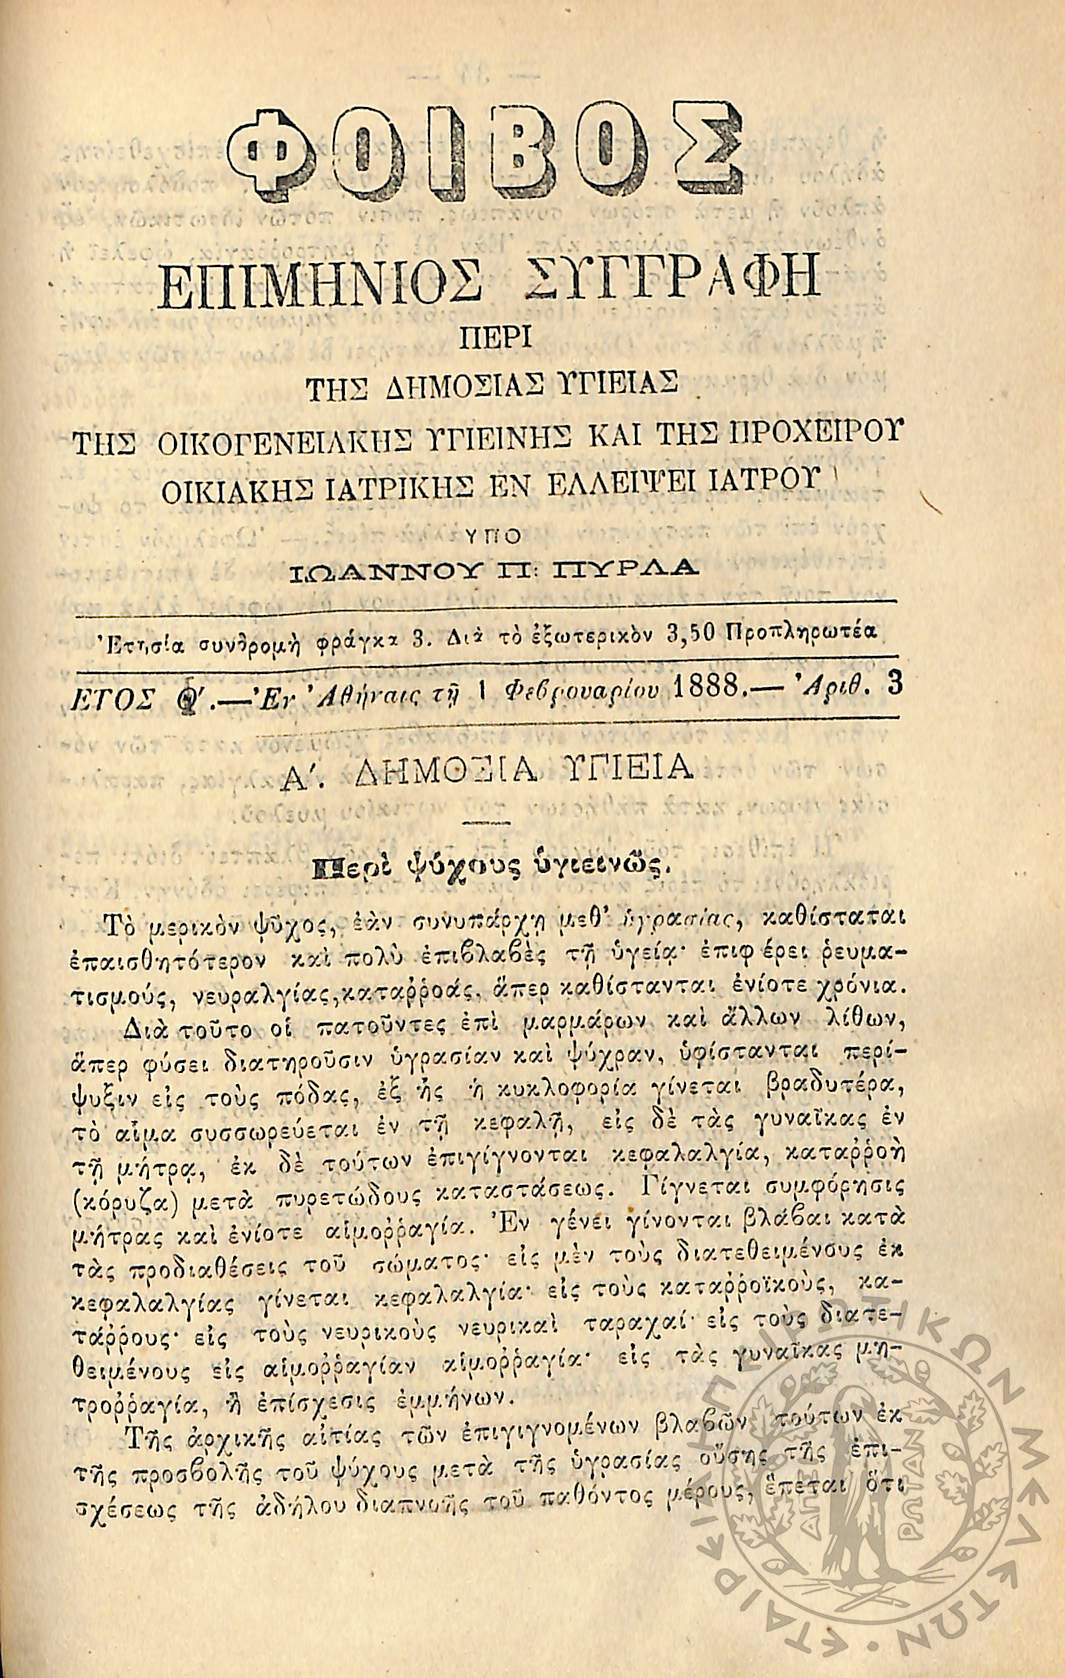 ΦΟΙΒΟΣ
ΕΠΙΜΗΝΙΟΣ ΣΥΓΓΡΑΦΗ
ΠΕΡΙ
ΤΗΣ ΔΗΜΟΣΙΑΣ ΥΓΙΕΙΑΣ
ΤΗΣ ΟΙΚΟΓΕΝΕΙΑΚΗΣ ΥΓΙΕΙΝΗΣ ΚΑΙ ΤΗΣ ΠΡΟΧΕΙΡΟΥ
ΟΙΚΙΑΚΗΣ ΙΑΤΡΙΚΗΣ ΕΝ ΕΛΛΕΙΨΕΙ ΙΑΤΡΟΥ
ΥΠΟ
ΙΩΑΝΝΟΥ Π: ΠΥΡΛΑ
Ἐτησία συνδρομὴ φράγκα 3. Διὰ τὸ ἐξωτερικὸν 3,50 Προπληρωτέα
ΕΤΟΣ Θ΄.—Ἐν Ἀθήναις τῇ 1 Φεβρουαρίου 1888.— Ἀριθ. 3
Α΄. ΔΗΜΟΣΙΑ ΥΓΙΕΙΑ
Περὶ ψύχους ὑγιεινῶς.
Τὸ μερικὸν ψῦχος, ἐὰν συνυπάρχῃ μεθ’ ὑγρασίας, καθίσταται
ἐπαισθητότερον καὶ πολὺ ἐπιβλαβὲς τῇ ὑγείᾳ· ἐπιφέρει ῥευμα-
τισμούς, νευραλγίας, καταῤῥοάς, ἅπερ καθίστανται ἐνίοτε χρόνια.
Διὰ τοῦτο οἱ πατοῦντες ἐπὶ μαρμάρων καὶ ἄλλων λίθων,
ἅπερ φύσει διατηροῦσιν ὑγρασίαν καὶ ψύχραν, ὑφίστανται περί-
ψυξιν εἰς τοὺς πόδας, ἐξ ἧς ἡ κυκλοφορία γίνεται βραδυτέρα,
τὸ αἷμα συσσωρεύεται ἐν τῇ κεφαλῇ, εἰς δὲ τὰς γυναῖκας ἐν
τῇ μήτρᾳ, ἐκ δὲ τούτων ἐπιγίγνονται κεφαλαλγία, καταῤῥοὴ
(κόρυζα) μετὰ πυρετώδους καταστάσεως. Γίγνεται συμφόρησις
μήτρας καὶ ἐνίοτε αἱμοῤῥαγία. Ἐν γένει γίνονται βλάβαι κατὰ
τὰς προδιαθέσεις τοῦ σώματος· εἰς μὲν τοὺς διατεθειμένους ἐκ
κεφαλαλγίας γίνεται κεφαλαλγία· εἰς τοὺς καταῤῥοϊκούς, κα-
τάῤῥους· εἰς τοὺς νευρικοὺς νευρικαὶ ταραχαί· εἰς τοὺς διατε-
θειμένους εἰς αἱμοῤῥαγίαν αἱμοῤῥαγία· εἰς τὰς γυναῖκας μη-
τροῤῥαγία, ἢ ἐπίσχεσις ἐμμήνων.
Τῆς ἀρχικῆς αἰτίας τῶν ἐπιγιγνομένων βλαβῶν τούτων ἐκ
τῆς προσβολῆς τοῦ ψύχους μετὰ τῆς ὑγρασίας οὔσης τῆς ἐπι-
σχέσεως τῆς ἀδήλου διαπνοῆς τοῦ παθόντος μέρους, ἕπεται ὅτι
ΕΤΑΙΡΕΙΑ ΗΠΕΙΡΩΤΙΚΩΝ ΜΕΛΕΤΩΝ
ΑΠΕΙ
ΡΩΤΑΝ